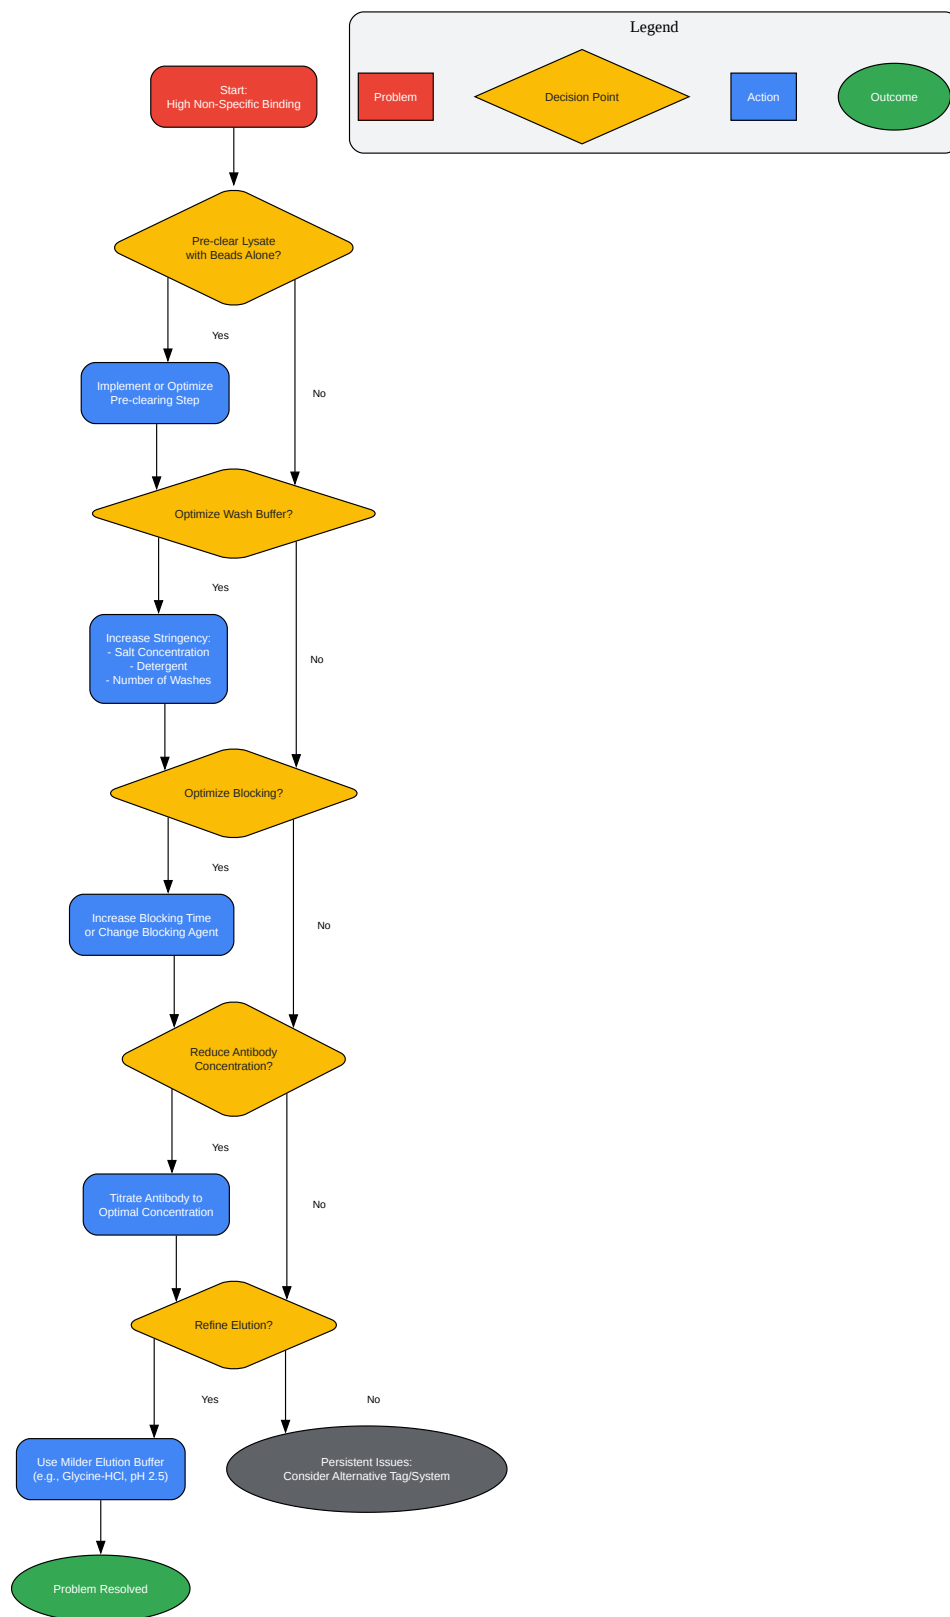 Legend
Problem
Decision Point
Action
Outcome
Start:
High Non-Specific Binding
Pre-clear Lysate
with Beads Alone?
Yes
No
Implement or Optimize
Pre-clearing Step
Optimize Wash Buffer?
Yes
No
Increase Stringency:
- Salt Concentration
- Detergent
- Number of Washes
Optimize Blocking?
Yes
No
Increase Blocking Time
or Change Blocking Agent
Reduce Antibody
Concentration?
Yes
No
Titrate Antibody to
Optimal Concentration
Refine Elution?
Yes
No
Use Milder Elution Buffer
(e.g., Glycine-HCl, pH 2.5)
Persistent Issues:
Consider Alternative Tag/System
Problem Resolved